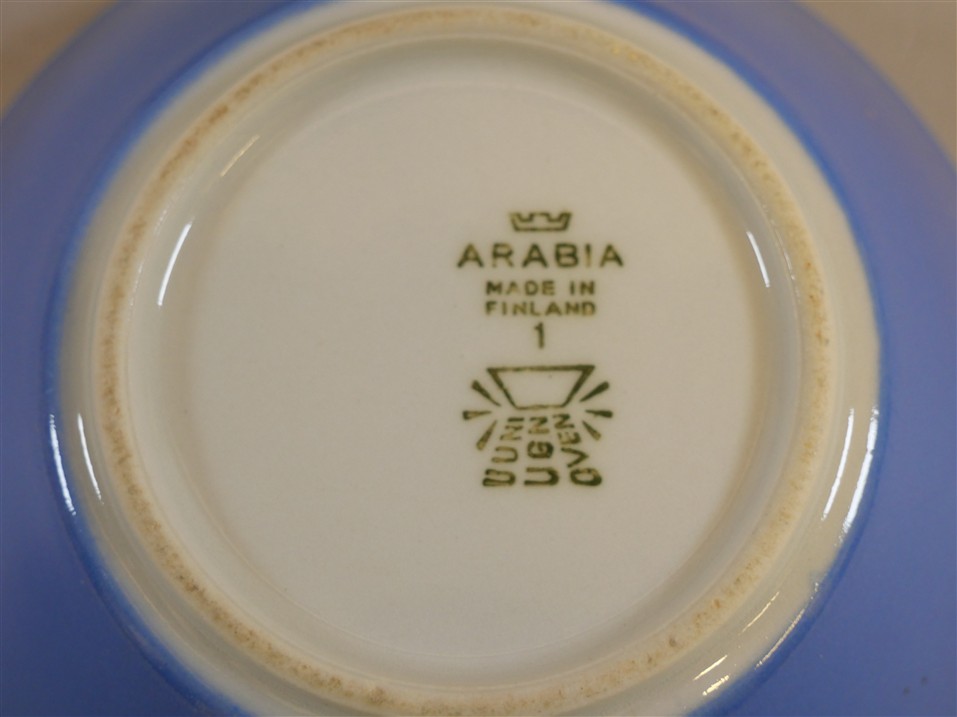 ARABIA
MADE IN
FINLAND
1
UUNI
UGN
OVEN